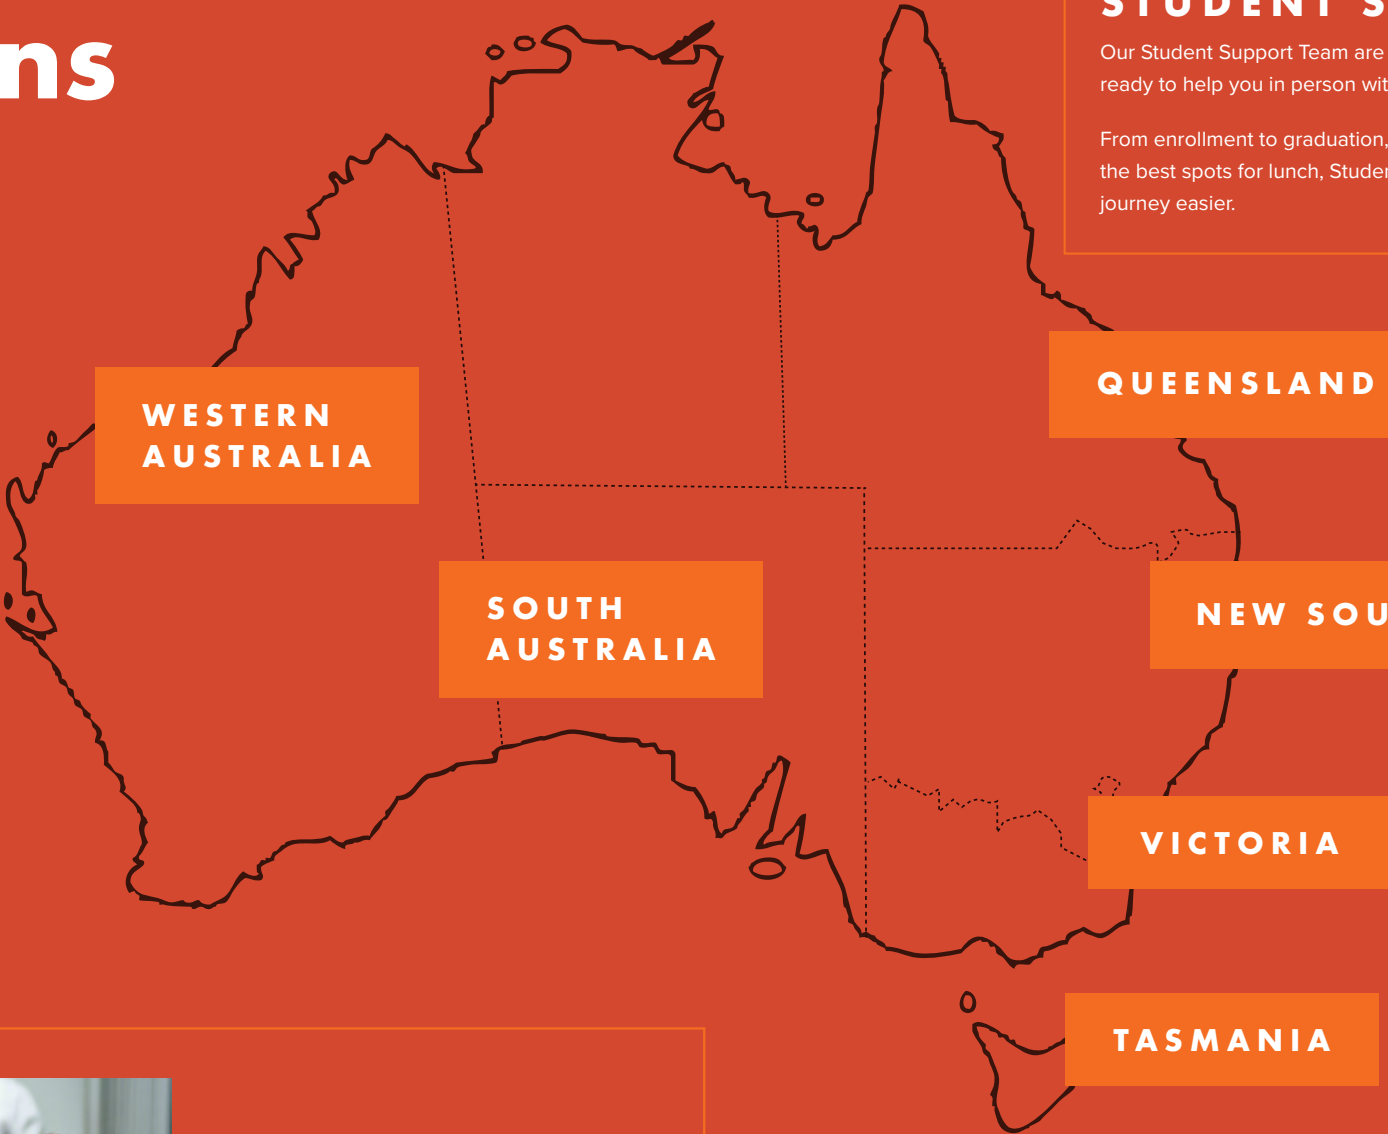 ns
STUDENT S
Our Student Support Team are
ready to help you in person wit
From enrollment to graduation,
the best spots for lunch, Studen
journey easier.
WESTERN
AUSTRALIA
QUEENSLAND
SOUTH
AUSTRALIA
NEW SOU
VICTORIA
TASMANIA